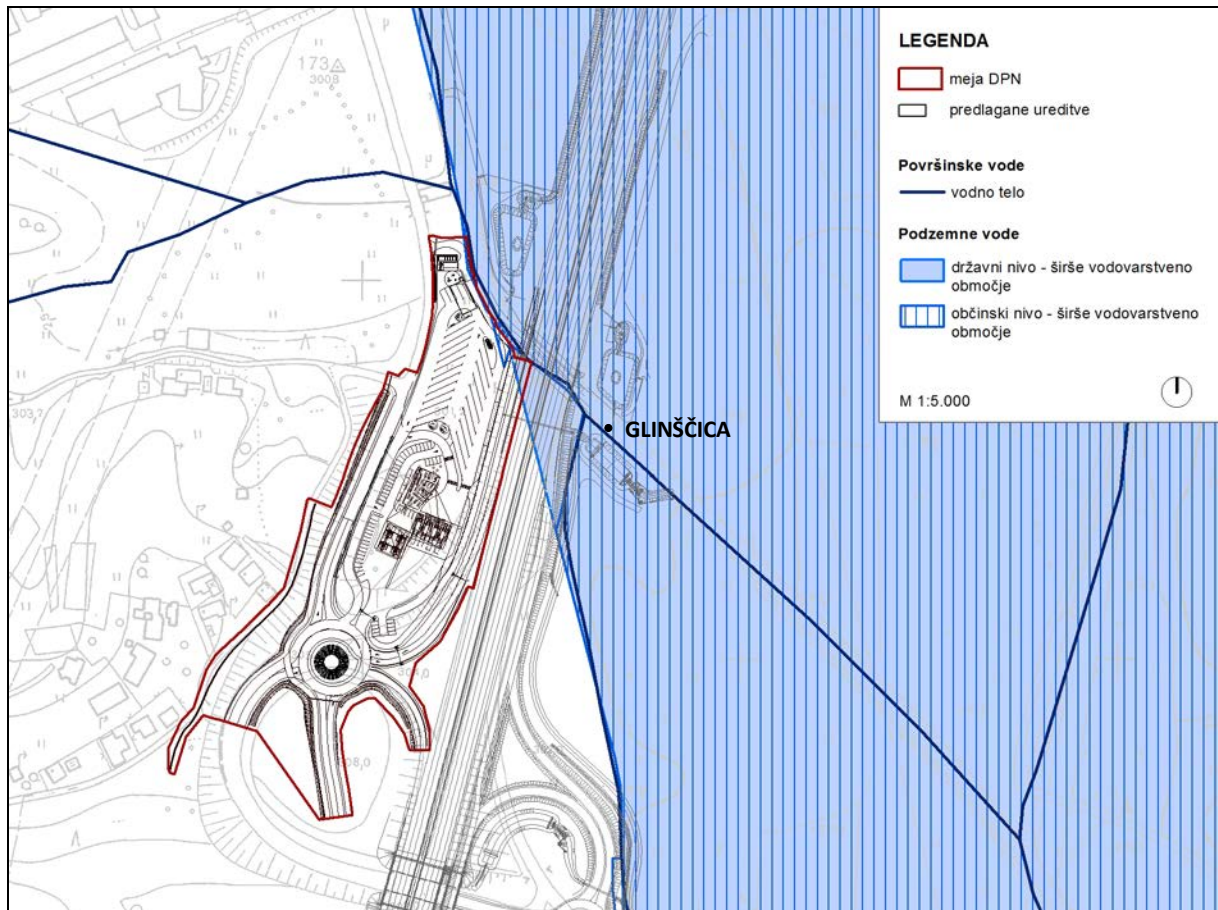 LEGENDA
meja DPN
predlagane ureditve
Površinske vode
vodno telo
Podzemne vode
državni nivo - širše vodovarstveno
območje
občinski nivo - širše vodovarstveno
območje
M 1:5.000
173
GLINŠČICA